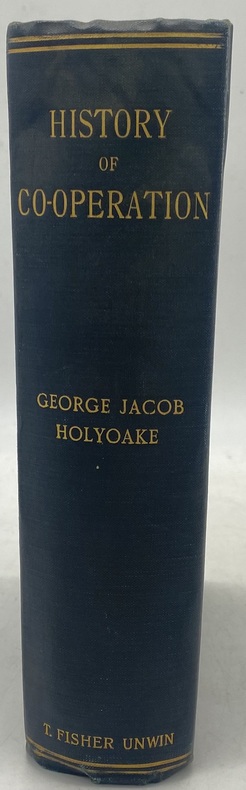 HISTORY
OF
CO-OPERATION
GEORGE JACOB
HOLYOAKE
T. FISHER UNWIN